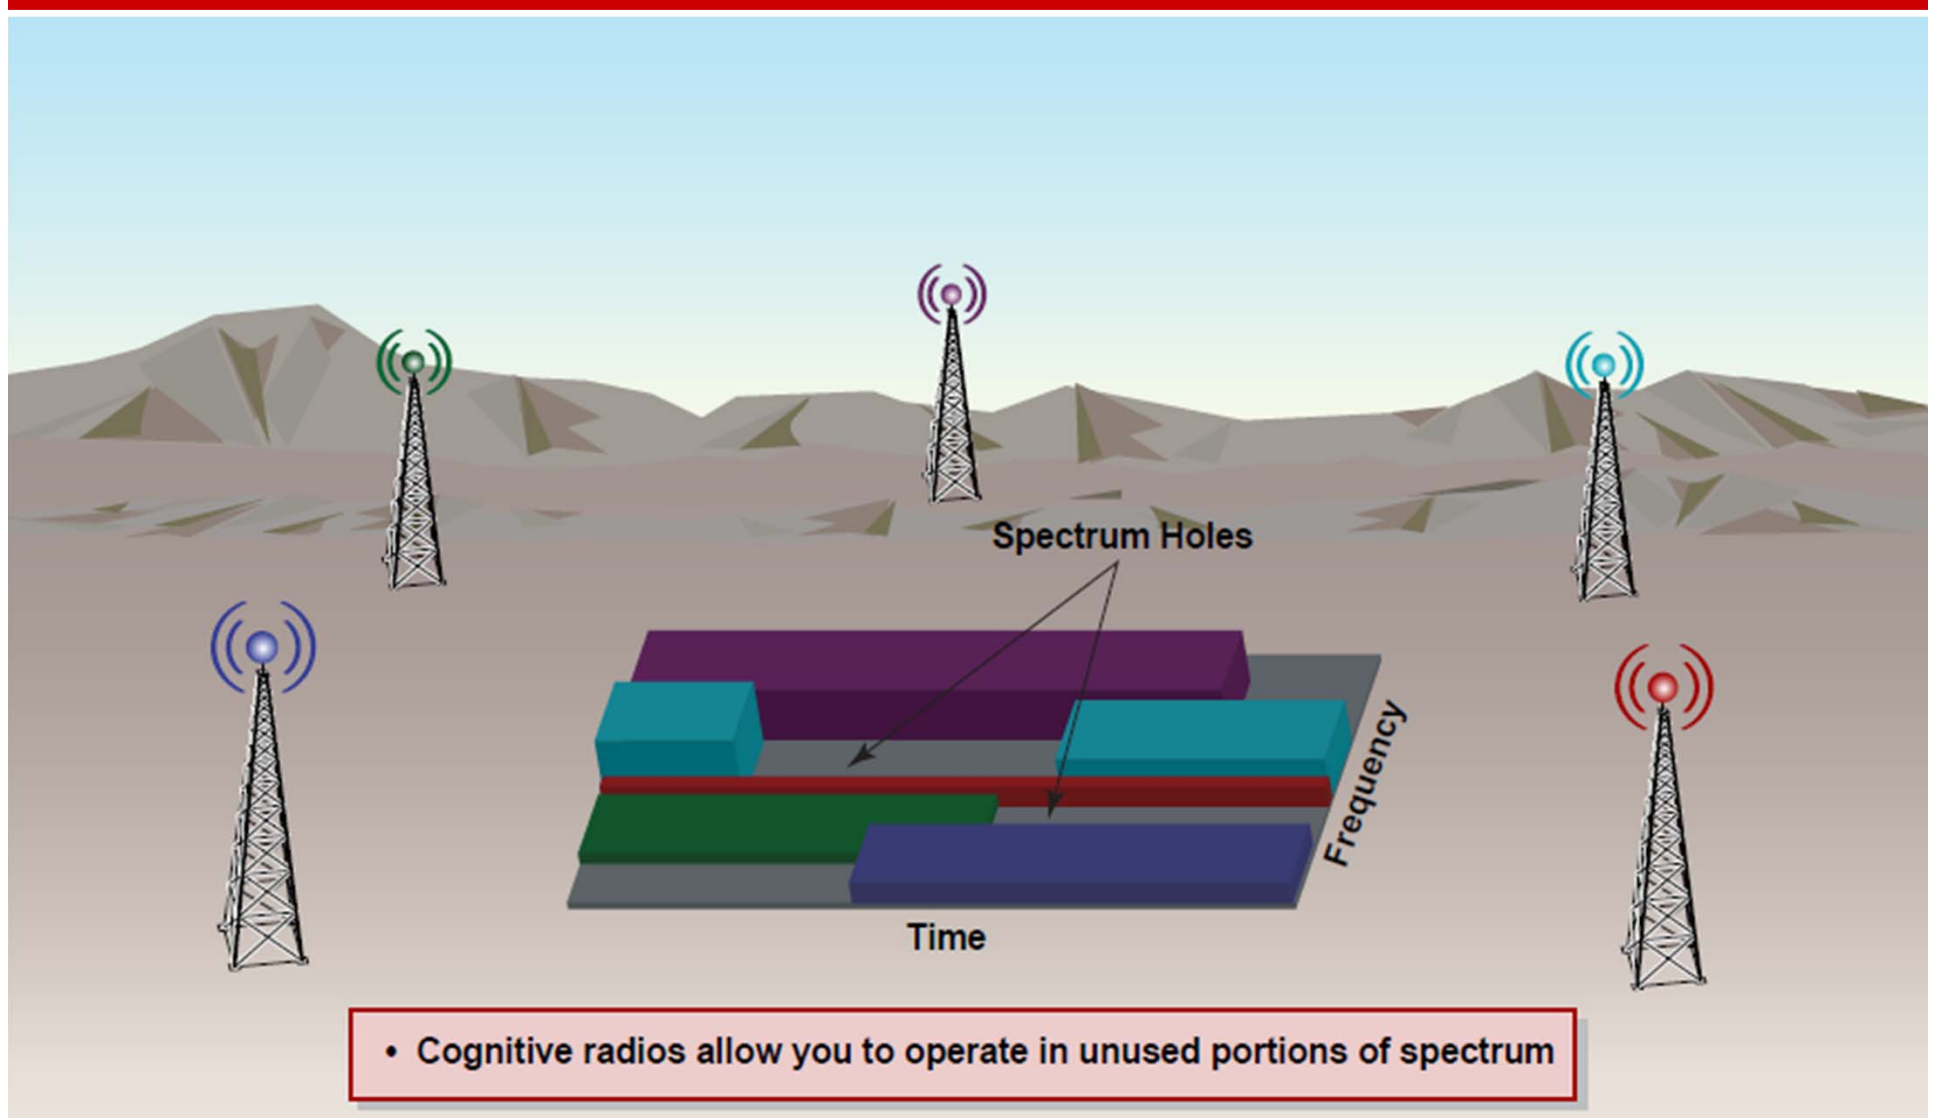 Spectrum Holes
Frequency
Time
• Cognitive radios allow you to operate in unused portions of spectrum